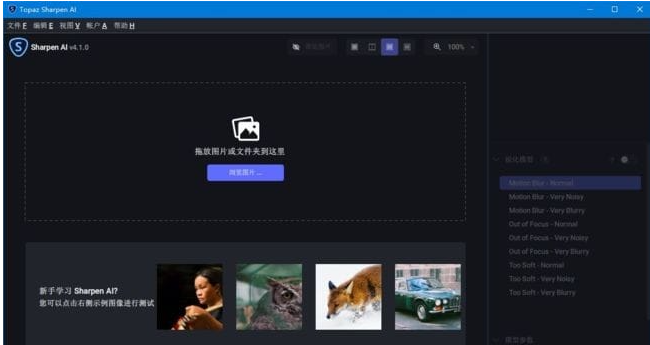 Topaz Sharpen AI
文件F 编辑E 视图V 帐户A 帮助H
Sharpen AI v4.1.0
100%
拖放图片或文件夹到这里
浏览图片 ...
Motion Blur - Normal
Motion Blur - Very Noisy
Motion Blur - Very Blurry
Out of Focus - Normal
Out of Focus - Very Noisy
Out of Focus - Very Blurry
Too Soft - Normal
Too Soft - Very Noisy
Too Soft - Very Blurry
新手学习 Sharpen AI?
您可以点击右侧示例图像进行测试
模型参数